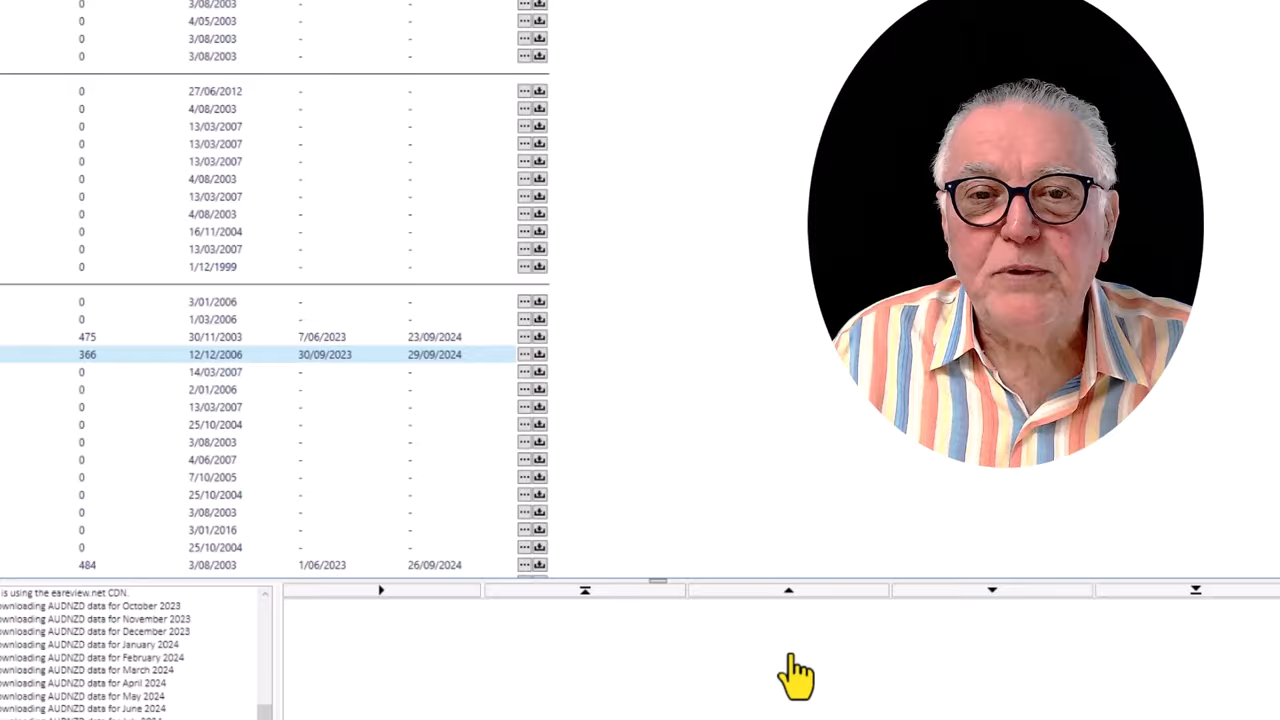 0 3/08/2003 - -
0 4/05/2003 - -
0 3/08/2003 - -
0 3/08/2003 - -
0 27/06/2012 - -
0 4/08/2003 - -
0 13/03/2007 - -
0 13/03/2007 - -
0 13/03/2007 - -
0 4/08/2003 - -
0 13/03/2007 - -
0 4/08/2003 - -
0 16/11/2004 - -
0 13/03/2007 - -
0 1/12/1999 - -
0 3/01/2006 - -
0 1/03/2006 - -
475 30/11/2003 7/06/2023 23/09/2024
366 12/12/2006 30/09/2023 29/09/2024
0 14/03/2007 - -
0 2/01/2006 - -
0 13/03/2007 - -
0 25/10/2004 - -
0 3/08/2003 - -
0 4/06/2007 - -
0 7/10/2005 - -
0 25/10/2004 - -
0 3/08/2003 - -
0 3/01/2016 - -
0 25/10/2004 - -
484 3/08/2003 1/06/2023 26/09/2024
is using the eareview.net CDN.
ownloading AUDNZD data for October 2023
ownloading AUDNZD data for November 2023
ownloading AUDNZD data for December 2023
ownloading AUDNZD data for January 2024
ownloading AUDNZD data for February 2024
ownloading AUDNZD data for March 2024
ownloading AUDNZD data for April 2024
ownloading AUDNZD data for May 2024
ownloading AUDNZD data for June 2024